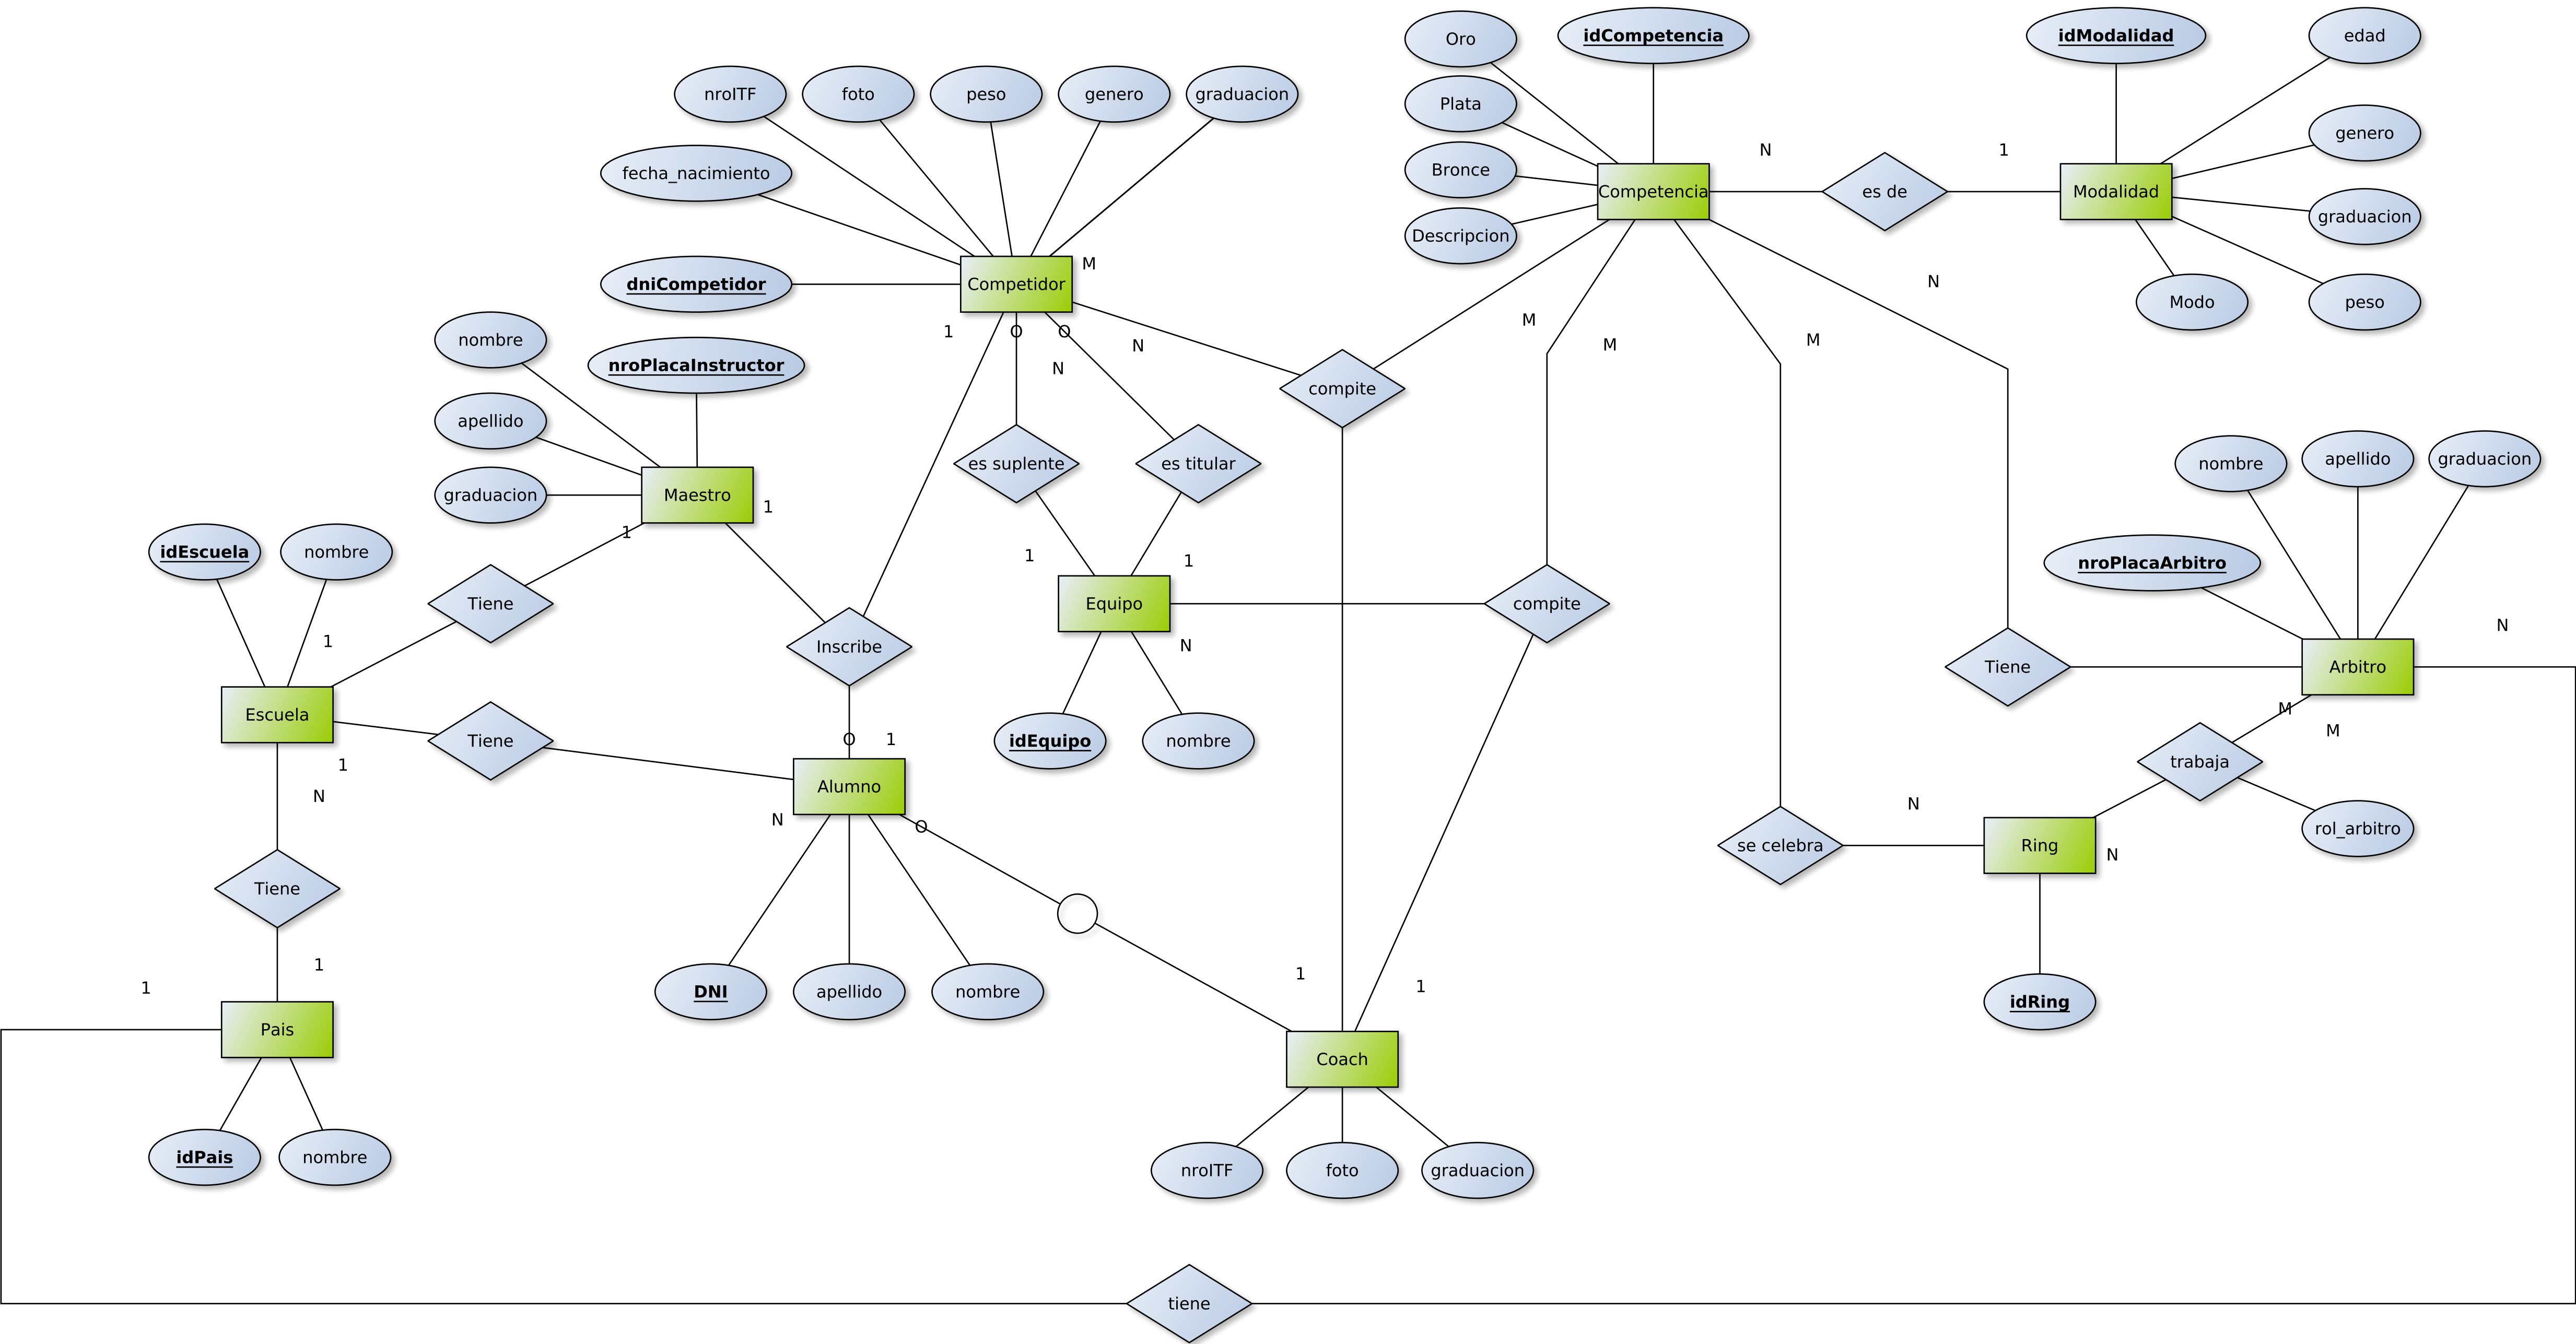 Oro
idCompetencia
idModalidad
edad
nroITF
foto
peso
genero
graduacion
Plata
genero
N
1
fecha_nacimiento
Bronce
Competencia
es de
Modalidad
graduacion
Descripcion
M
dniCompetidor
Competidor
N
Modo
peso
M
1
O
O
N
M
M
nombre
nroPlacaInstructor
N
compite
apellido
nombre
apellido
graduacion
es suplente
es titular
graduacion
Maestro
1
1
idEscuela
nombre
1
1
nroPlacaArbitro
Tiene
Equipo
compite
N
1
Inscribe
N
Tiene
Arbitro
Escuela
M
M
Tiene
O
1
1
trabaja
N
Alumno
N
N
O
rol_arbitro
se celebra
Ring
N
Tiene
1
1
1
1
DNI
apellido
nombre
idRing
Pais
Coach
idEquipo
nombre
idPais
nombre
nroITF
foto
graduacion
tiene